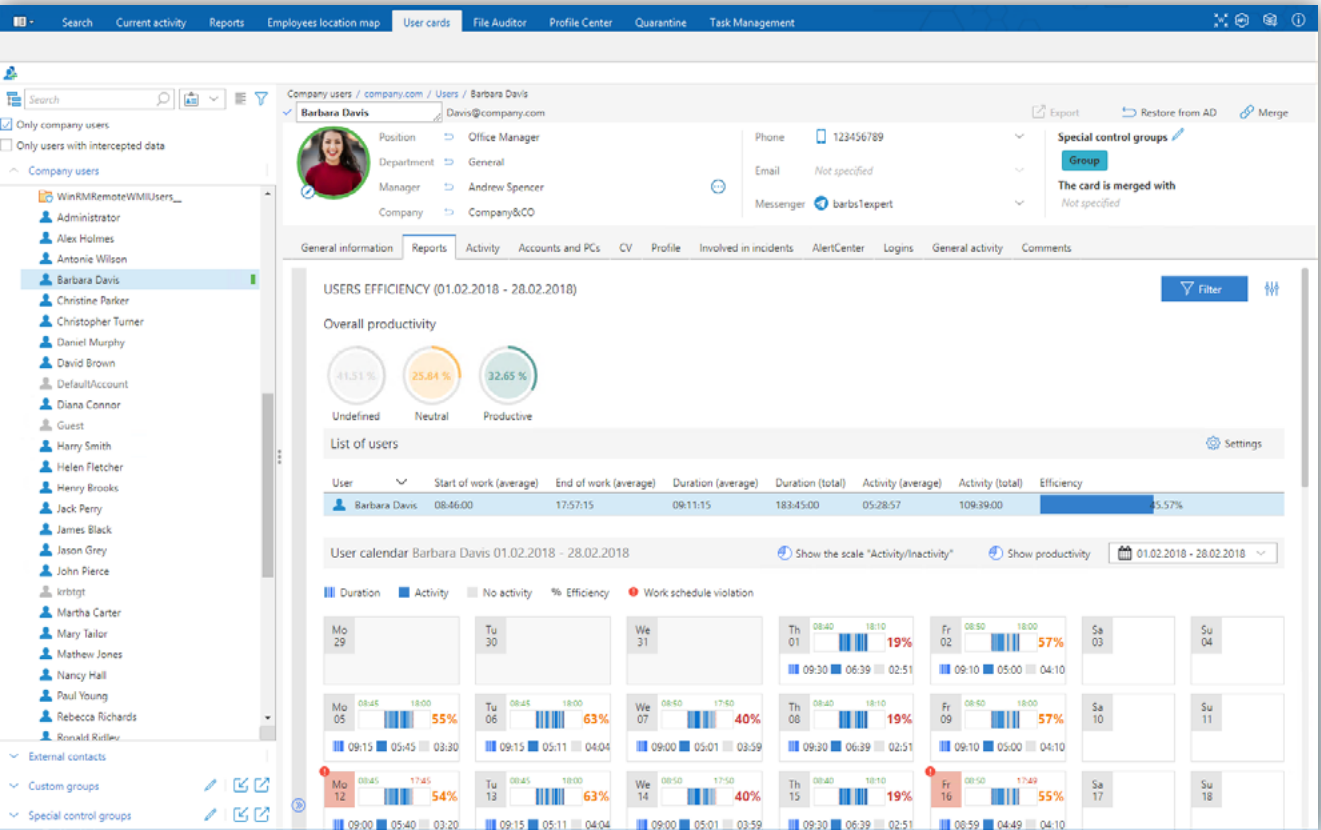 Search Current activity Reports Employees location map User cards File Auditor Profile Center Quarantine Task Management
Search
Only company users
Only users with intercepted data
Company users
WinRMRemoteWMIUsers__
Administrator
Alex Holmes
Antonie Wilson
Barbara Davis
Christine Parker
Christopher Turner
Daniel Murphy
David Brown
DefaultAccount
Diana Connor
Guest
Harry Smith
Helen Fletcher
Henry Brooks
Jack Perry
James Black
Jason Grey
John Pierce
krbtgt
Martha Carter
Mary Tailor
Mathew Jones
Nancy Hall
Paul Young
Rebecca Richards
Ronald Ridley
External contacts
Custom groups
Special control groups
Company users / company.com / Users / Barbara Davis
Barbara Davis Davis@company.com Export Restore from AD Merge
Position Office Manager
Department General
Manager Andrew Spencer
Company Company&CO
Phone 123456789
Email Not specified
Messenger barbs1expert
Special control groups
Group
The card is merged with
Not specified
General information Reports Activity Accounts and PCs CV Profile Involved in incidents AlertCenter Logins General activity Comments
USERS EFFICIENCY (01.02.2018 - 28.02.2018) Filter
Overall productivity
41.51 % 25.84 % 32.65 %
Undefined Neutral Productive
List of users Settings
User Start of work (average) End of work (average) Duration (average) Duration (total) Activity (average) Activity (total) Efficiency
Barbara Davis 08:46:00 17:57:15 09:11:15 183:45:00 05:28:57 109:39:00 45.57%
User calendar Barbara Davis 01.02.2018 - 28.02.2018 Show the scale "Activity/Inactivity" Show productivity 01.02.2018 - 28.02.2018
Duration Activity No activity % Efficiency Work schedule violation
Mo 29
Tu 30
We 31
Th 01 08:40 18:10 19% 09:30 06:39 02:51
Fr 02 08:50 18:00 57% 09:10 05:00 04:10
Sa 03
Su 04
Mo 05 08:45 18:00 55% 09:15 05:45 03:30
Tu 06 08:45 18:00 63% 09:15 05:11 04:04
We 07 08:50 17:50 40% 09:00 05:01 03:59
Th 08 08:40 18:10 19% 09:30 06:39 02:51
Fr 09 08:50 18:00 57% 09:10 05:00 04:10
Sa 10
Su 11
Mo 12 08:45 17:45 54% 09:00 05:40 03:20
Tu 13 08:45 18:00 63% 09:15 05:11 04:04
We 14 08:50 17:50 40% 09:00 05:01 03:59
Th 15 08:40 18:10 19% 09:30 06:39 02:51
Fr 16 08:50 17:49 55% 08:59 04:49 04:10
Sa 17
Su 18